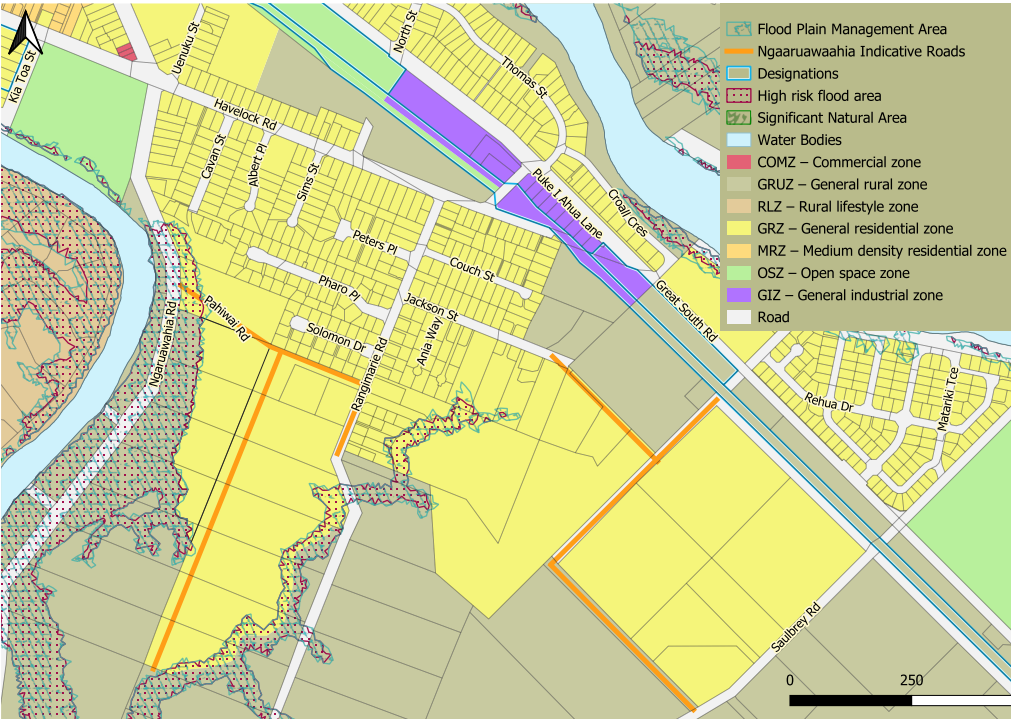 Kia Toa St
Uenuku St
North St
Thomas St
Havelock Rd
Cavan St
Albert Pl
Sims St
Puke I Ahua Lane
Croall Cres
Peters Pl
Couch St
Pharo Pl
Jackson St
Great South Rd
Ngaruawahia Rd
Pahiwai Rd
Solomon Dr
Ania Way
Rangimarie Rd
Rehua Dr
Matariki Tce
Saulbrey Rd
Flood Plain Management Area
Ngaaruawaahia Indicative Roads
Designations
High risk flood area
Significant Natural Area
Water Bodies
COMZ – Commercial zone
GRUZ – General rural zone
RLZ – Rural lifestyle zone
GRZ – General residential zone
MRZ – Medium density residential zone
OSZ – Open space zone
GIZ – General industrial zone
Road
0 250